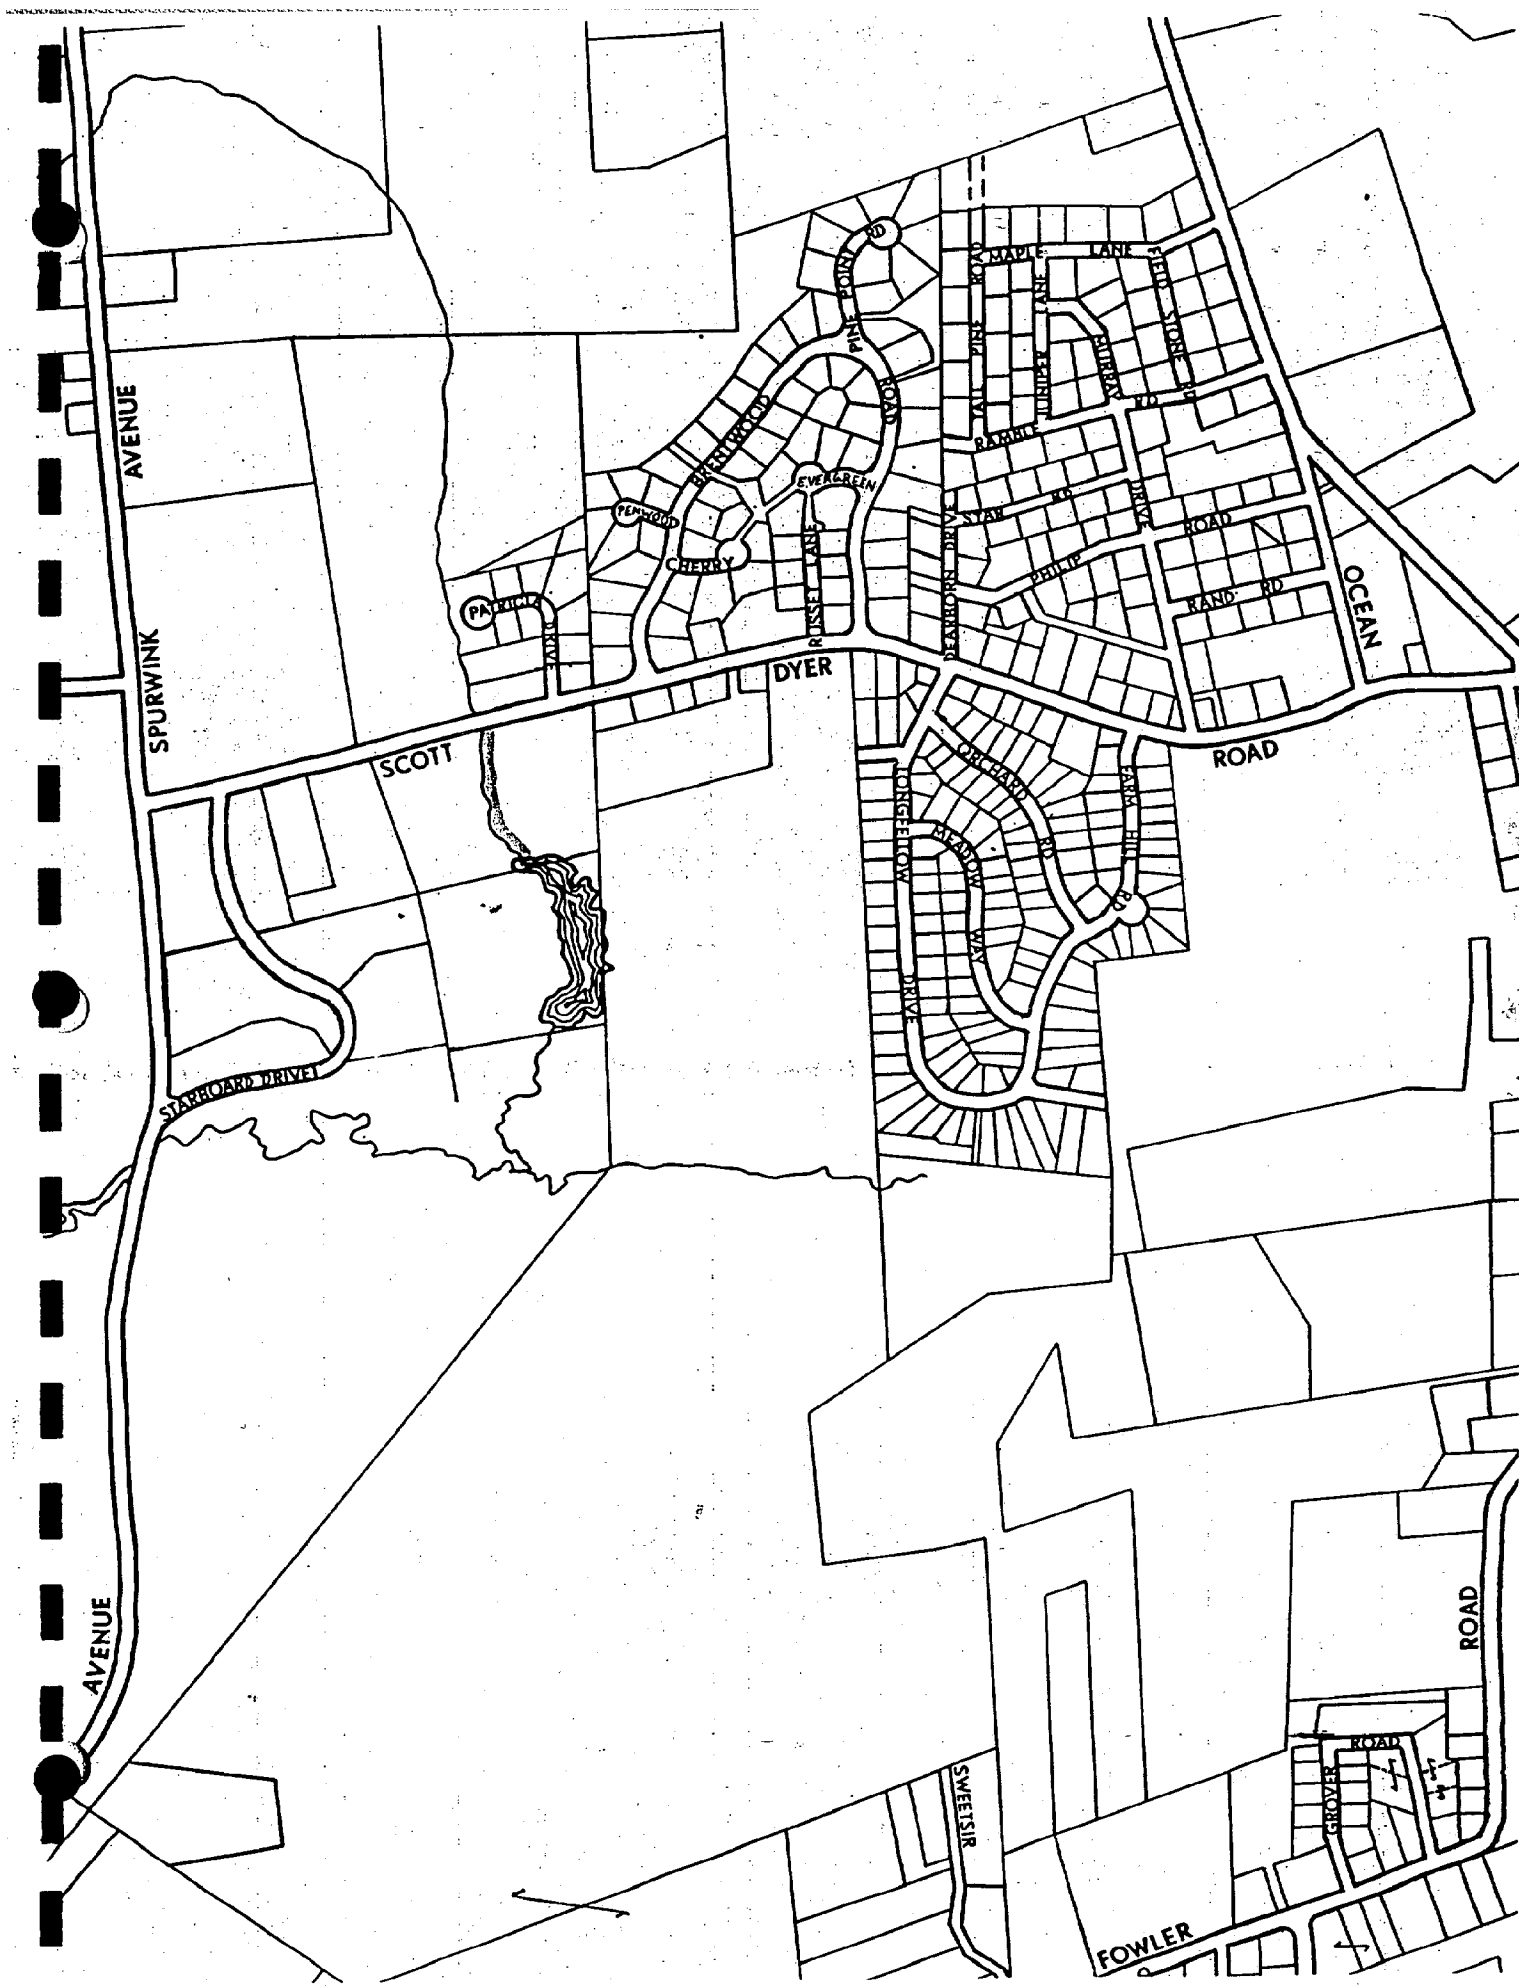 RD
PINE POINT
ROAD
MAPLE LANE
FIELD STONE RD
TALL PINE ROAD
JUNIPER LANE
MURRAY
DRIVE
RAMBLE RD
BRENTWOOD
EVERGREEN
PENWOOD
CHERRY
RUSSET LANE
STAR RD
DEARBORN DRIVE
PHILIP ROAD
RAND RD
OCEAN
PATRICIA DRIVE
AVENUE
SPURWINK
DYER
SCOTT
ROAD
ORCHARD RD
FARM HILL RD
LONGFELLOW DRIVE
MEADOW WAY
STARBOARD DRIVE
AVENUE
ROAD
ROAD
GROVER
SWEETSIR
FOWLER